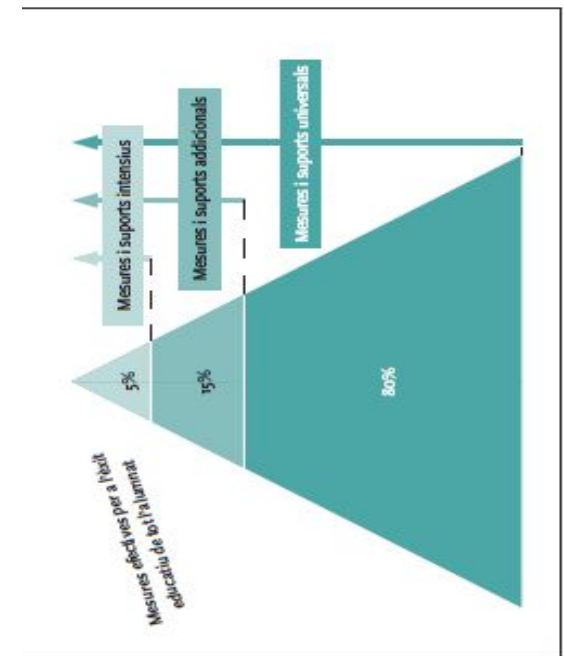 Mesures efectives per a l'èxit
educatiu de tot l'alumnat
5%
15%
80%
Mesures i suports intensius
Mesures i suports addicionals
Mesures i suports universals